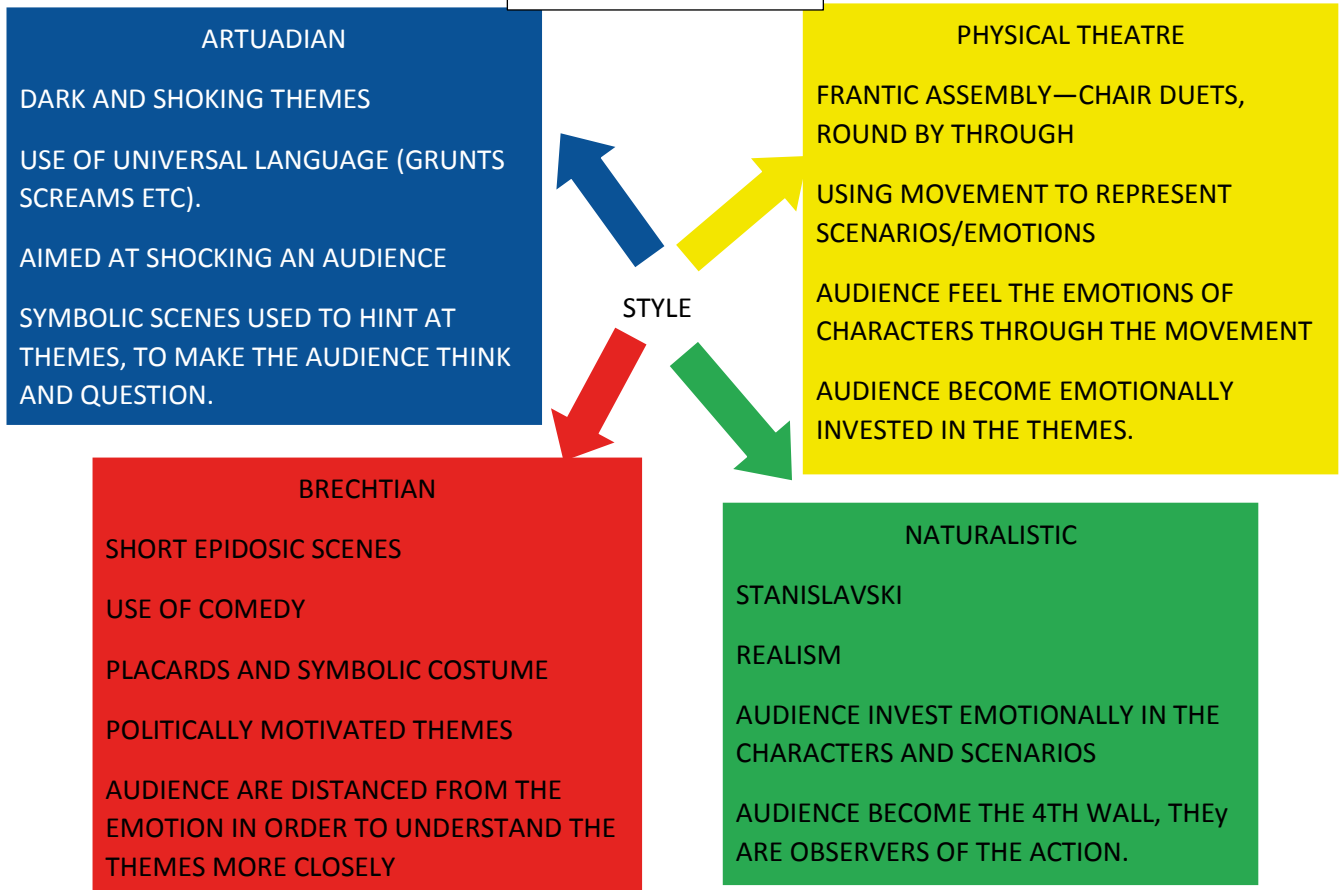 ARTUADIAN
DARK AND SHOKING THEMES
USE OF UNIVERSAL LANGUAGE (GRUNTS
SCREAMS ETC).
AIMED AT SHOCKING AN AUDIENCE
SYMBOLIC SCENES USED TO HINT AT
THEMES, TO MAKE THE AUDIENCE THINK
AND QUESTION.
PHYSICAL THEATRE
FRANTIC ASSEMBLY—CHAIR DUETS,
ROUND BY THROUGH
USING MOVEMENT TO REPRESENT
SCENARIOS/EMOTIONS
AUDIENCE FEEL THE EMOTIONS OF
CHARACTERS THROUGH THE MOVEMENT
AUDIENCE BECOME EMOTIONALLY
INVESTED IN THE THEMES.
STYLE
BRECHTIAN
SHORT EPIDOSIC SCENES
USE OF COMEDY
PLACARDS AND SYMBOLIC COSTUME
POLITICALLY MOTIVATED THEMES
AUDIENCE ARE DISTANCED FROM THE
EMOTION IN ORDER TO UNDERSTAND THE
THEMES MORE CLOSELY
NATURALISTIC
STANISLAVSKI
REALISM
AUDIENCE INVEST EMOTIONALLY IN THE
CHARACTERS AND SCENARIOS
AUDIENCE BECOME THE 4TH WALL, THEy
ARE OBSERVERS OF THE ACTION.